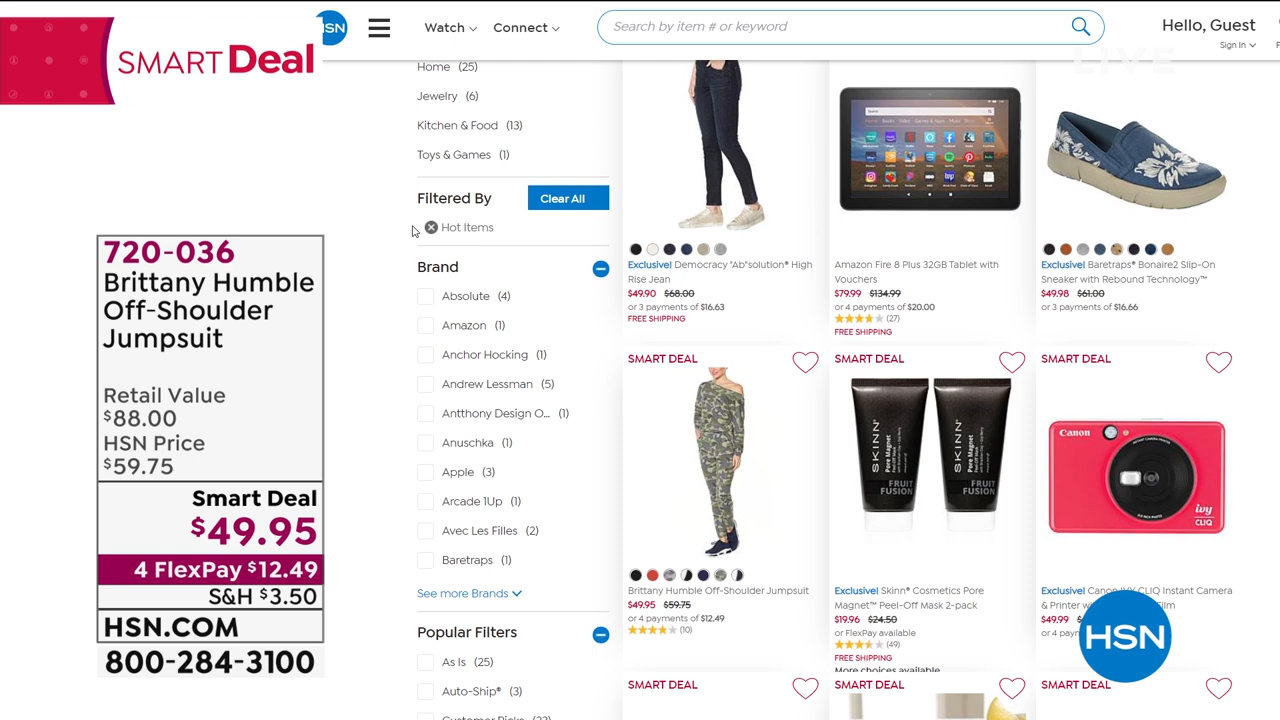 SMART Deal
HSN
Watch
Connect
Search by item # or keyword
Hello, Guest
Sign In
LIVE
720-036
Brittany Humble
Off-Shoulder
Jumpsuit
Retail Value
$88.00
HSN Price
$59.75
Smart Deal
$49.95
4 FlexPay $12.49
S&H $3.50
HSN.COM
800-284-3100
Home (25)
Jewelry (6)
Kitchen & Food (13)
Toys & Games (1)
Filtered By
Clear All
Hot Items
Brand
Absolute (4)
Amazon (1)
Anchor Hocking (1)
Andrew Lessman (5)
Antthony Design O... (1)
Anuschka (1)
Apple (3)
Arcade 1Up (1)
Avec Les Filles (2)
Baretraps (1)
See more Brands
Popular Filters
As Is (25)
Auto-Ship® (3)
Exclusive! Democracy "Ab"solution® High
Rise Jean
$49.90 $68.00
or 3 payments of $16.63
FREE SHIPPING
Amazon Fire 8 Plus 32GB Tablet with
Vouchers
$79.99 $134.99
or 4 payments of $20.00
(27)
FREE SHIPPING
Exclusive! Baretraps® Bonaire2 Slip-On
Sneaker with Rebound Technology™
$49.98 $61.00
or 3 payments of $16.66
SMART DEAL
Brittany Humble Off-Shoulder Jumpsuit
$49.95 $59.75
or 4 payments of $12.49
(10)
SMART DEAL
SKINN
Pore Magnet
FRUIT
FUSION
SKINN
Pore Magnet
FRUIT
FUSION
Exclusive! Skinn® Cosmetics Pore
Magnet™ Peel-Off Mask 2-pack
$19.96 $24.50
or FlexPay available
(49)
FREE SHIPPING
More choices available
SMART DEAL
Canon
ivy
CLIQ
Exclusive! Canon IVY CLIQ Instant Camera
& Printer
$49.99
or 4
HSN
SMART DEAL
SMART DEAL
SMART DEAL